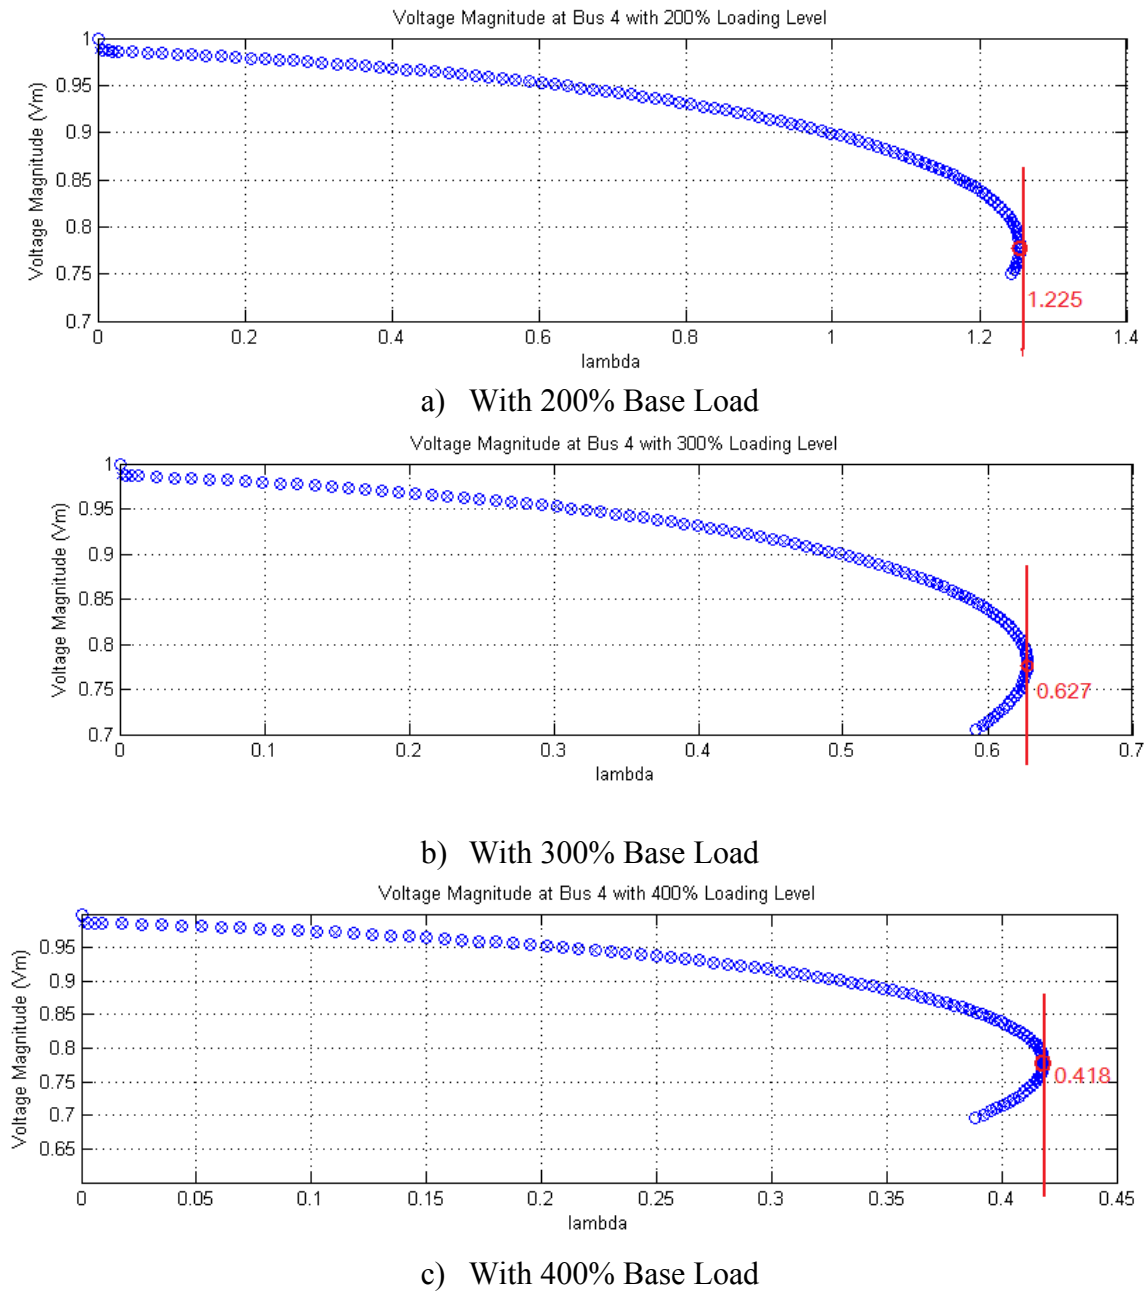 Voltage Magnitude at Bus 4 with 200% Loading Level
Voltage Magnitude (Vm)
1
0.95
0.9
0.85
0.8
0.75
0.7
1.225
0 0.2 0.4 0.6 0.8 1 1.2 1.4
lambda
a) With 200% Base Load
Voltage Magnitude at Bus 4 with 300% Loading Level
Voltage Magnitude (Vm)
1
0.95
0.9
0.85
0.8
0.75
0.7
0.627
0 0.1 0.2 0.3 0.4 0.5 0.6 0.7
lambda
b) With 300% Base Load
Voltage Magnitude at Bus 4 with 400% Loading Level
Voltage Magnitude (Vm)
0.95
0.9
0.85
0.8
0.75
0.7
0.65
0.418
0 0.05 0.1 0.15 0.2 0.25 0.3 0.35 0.4 0.45
lambda
c) With 400% Base Load